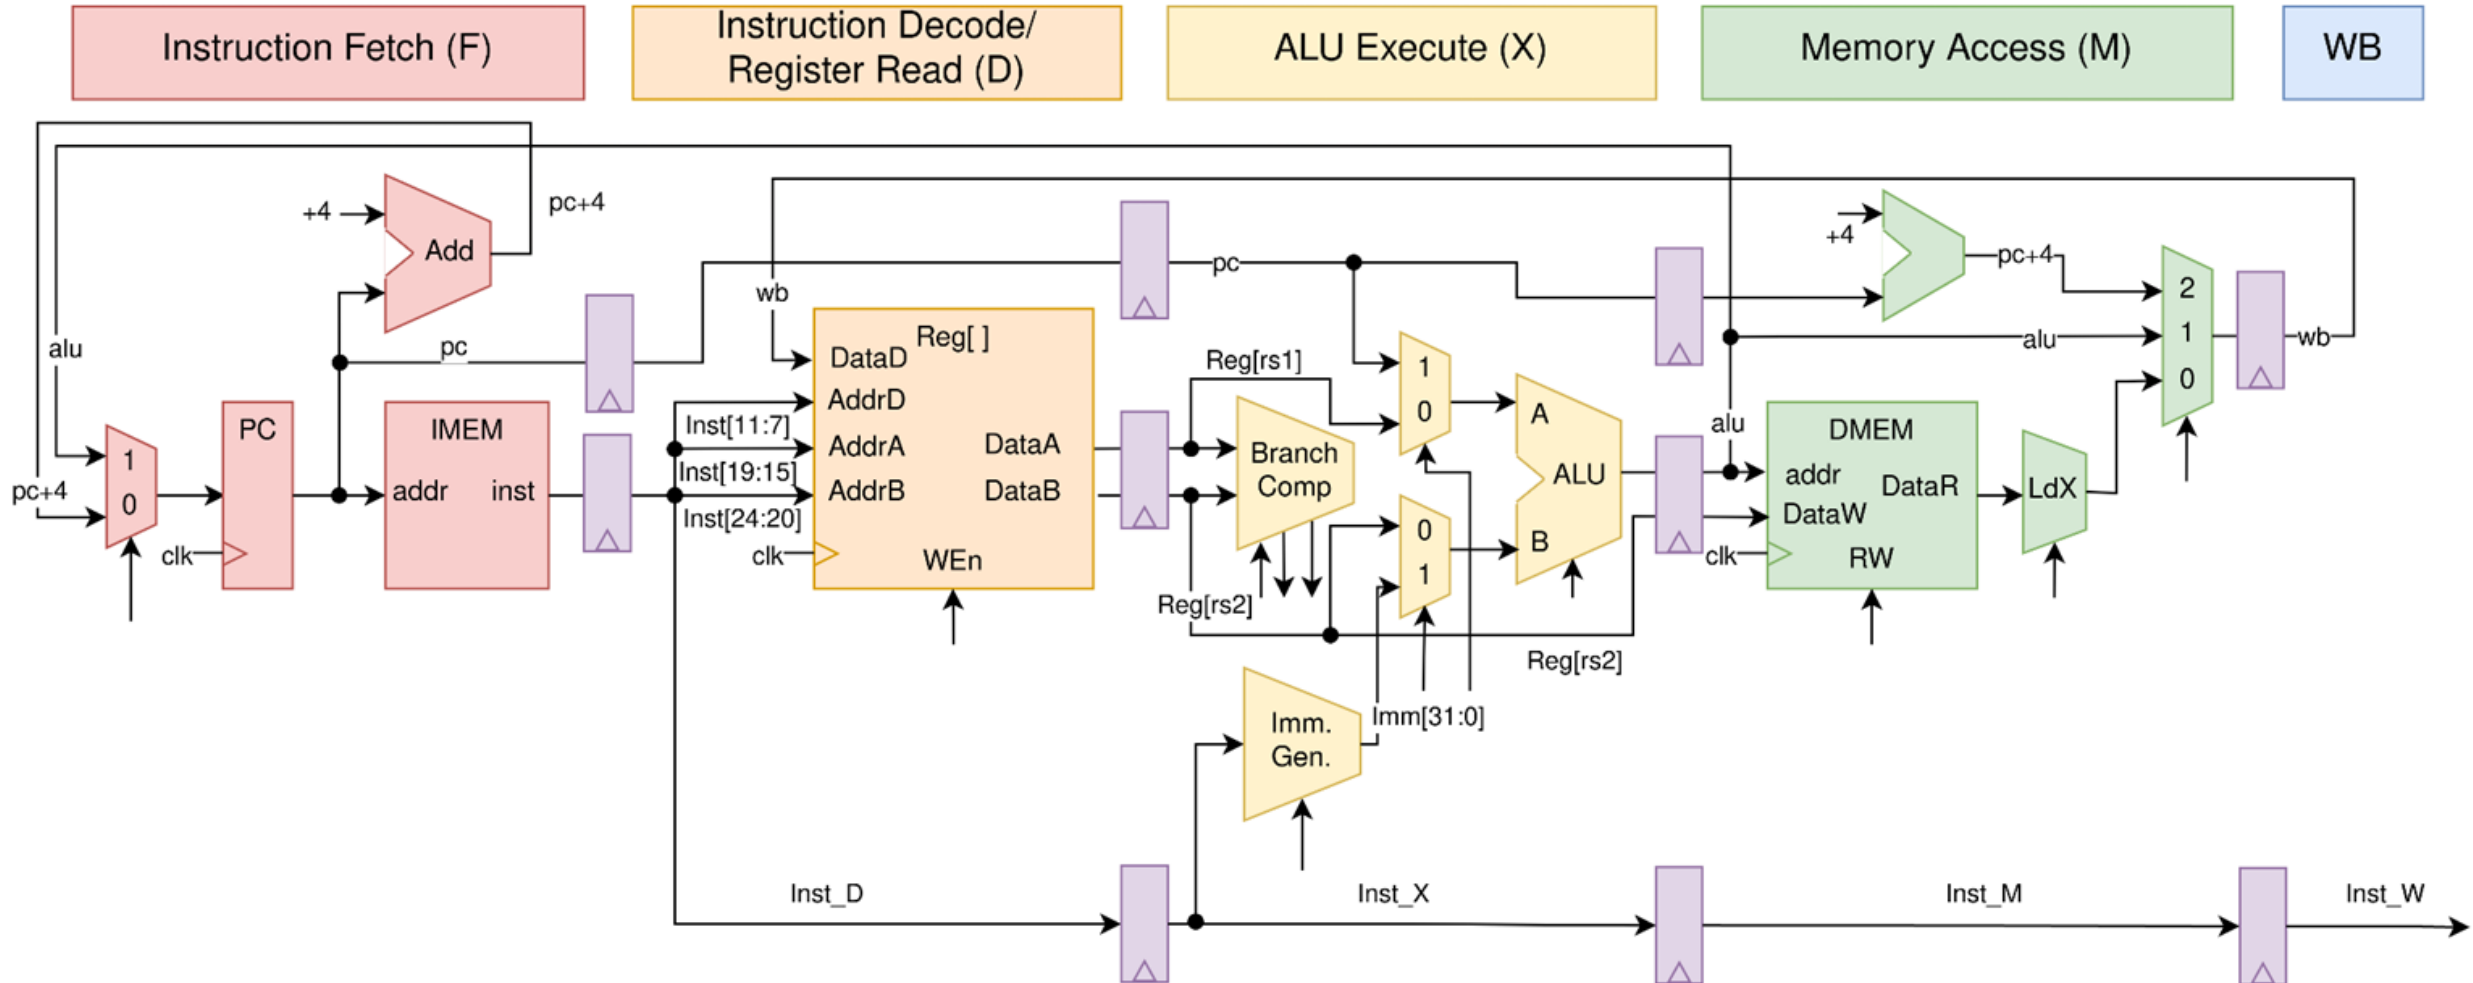 Instruction Fetch (F)
Instruction Decode/
Register Read (D)
ALU Execute (X)
Memory Access (M)
WB
+4
Add
pc+4
alu
pc
pc+4
1
0
clk
PC
IMEM
addr
inst
wb
Reg[ ]
DataD
AddrD
AddrA
AddrB
DataA
DataB
WEn
clk
Inst[11:7]
Inst[19:15]
Inst[24:20]
pc
Reg[rs1]
Branch
Comp
Reg[rs2]
1
0
0
1
A
B
ALU
Reg[rs2]
Imm.
Gen.
Imm[31:0]
+4
pc+4
alu
alu
DMEM
addr
DataW
DataR
RW
clk
LdX
2
1
0
wb
Inst_D
Inst_X
Inst_M
Inst_W